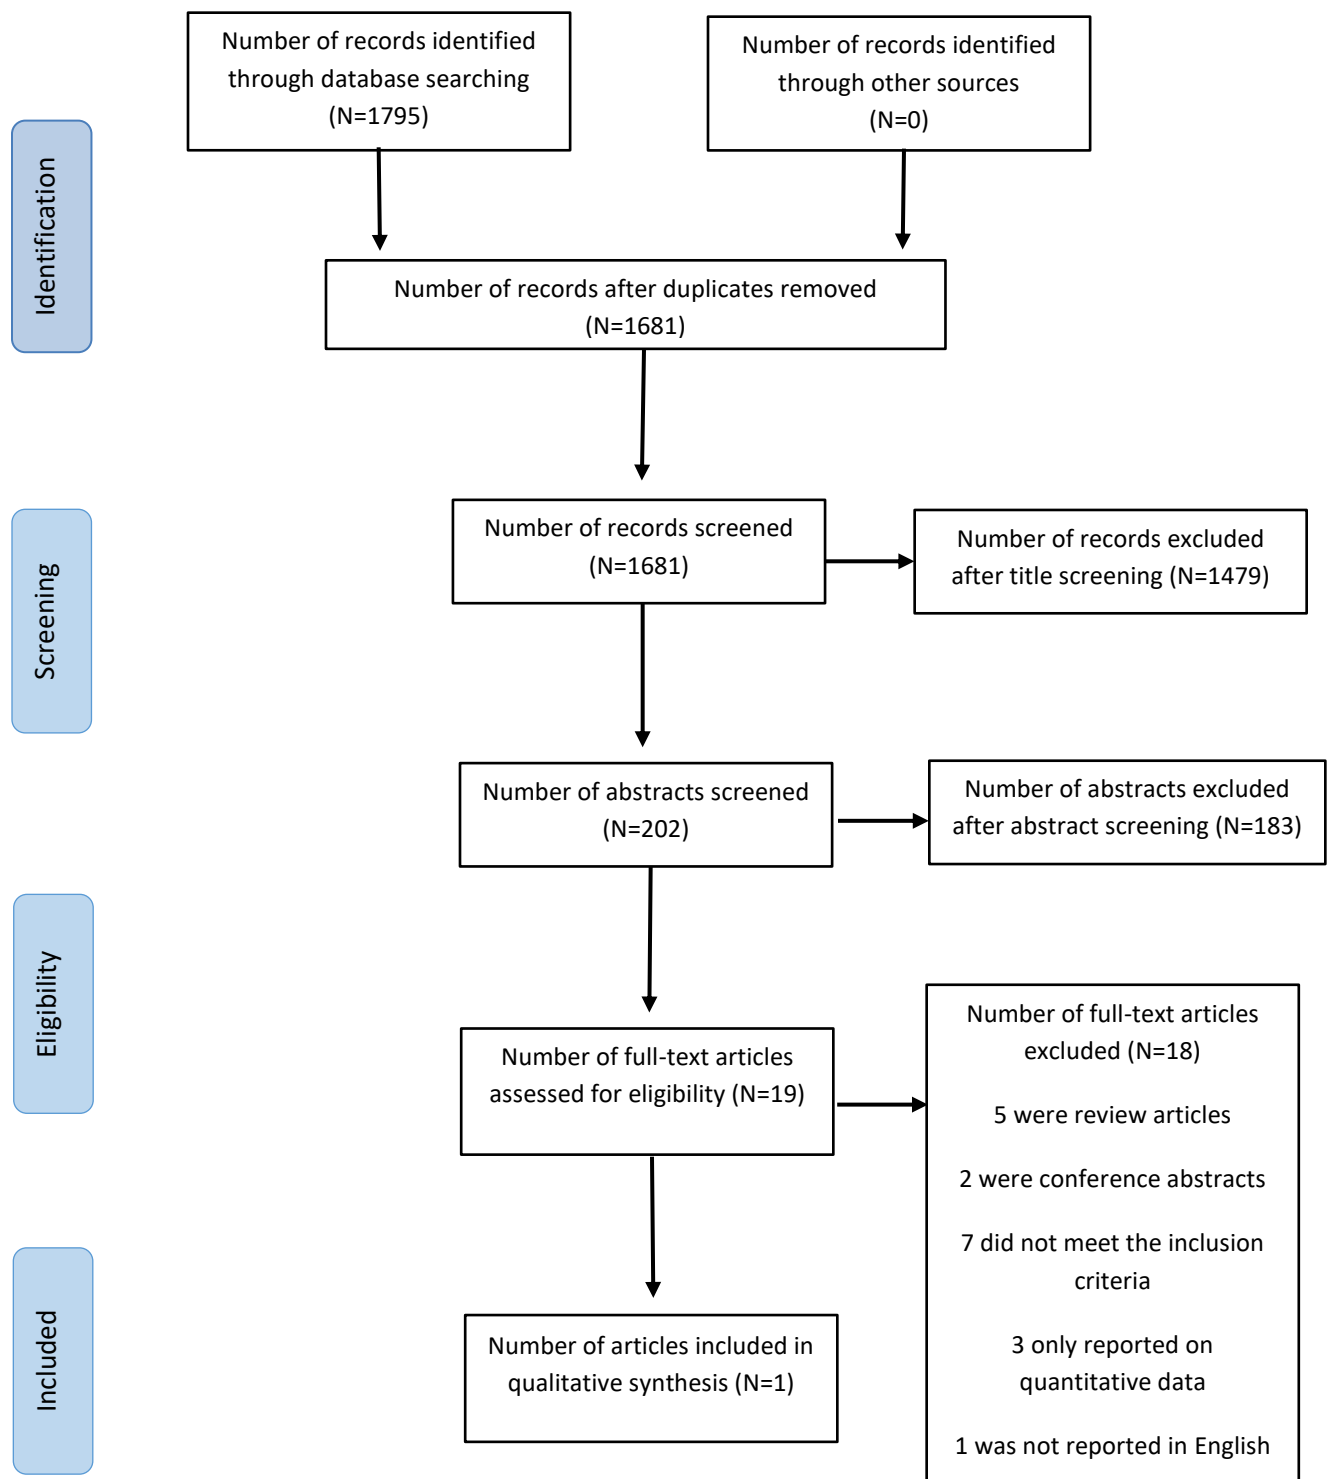 Number of records identified
through database searching
(N=1795)
Number of records identified
through other sources
(N=0)
Identification
Number of records after duplicates removed
(N=1681)
Screening
Number of records screened
(N=1681)
Number of records excluded
after title screening (N=1479)
Number of abstracts screened
(N=202)
Number of abstracts excluded
after abstract screening (N=183)
Eligibility
Number of full-text articles
assessed for eligibility (N=19)
Number of full-text articles
excluded (N=18)
5 were review articles
2 were conference abstracts
7 did not meet the inclusion
criteria
3 only reported on
quantitative data
1 was not reported in English
Included
Number of articles included in
qualitative synthesis (N=1)